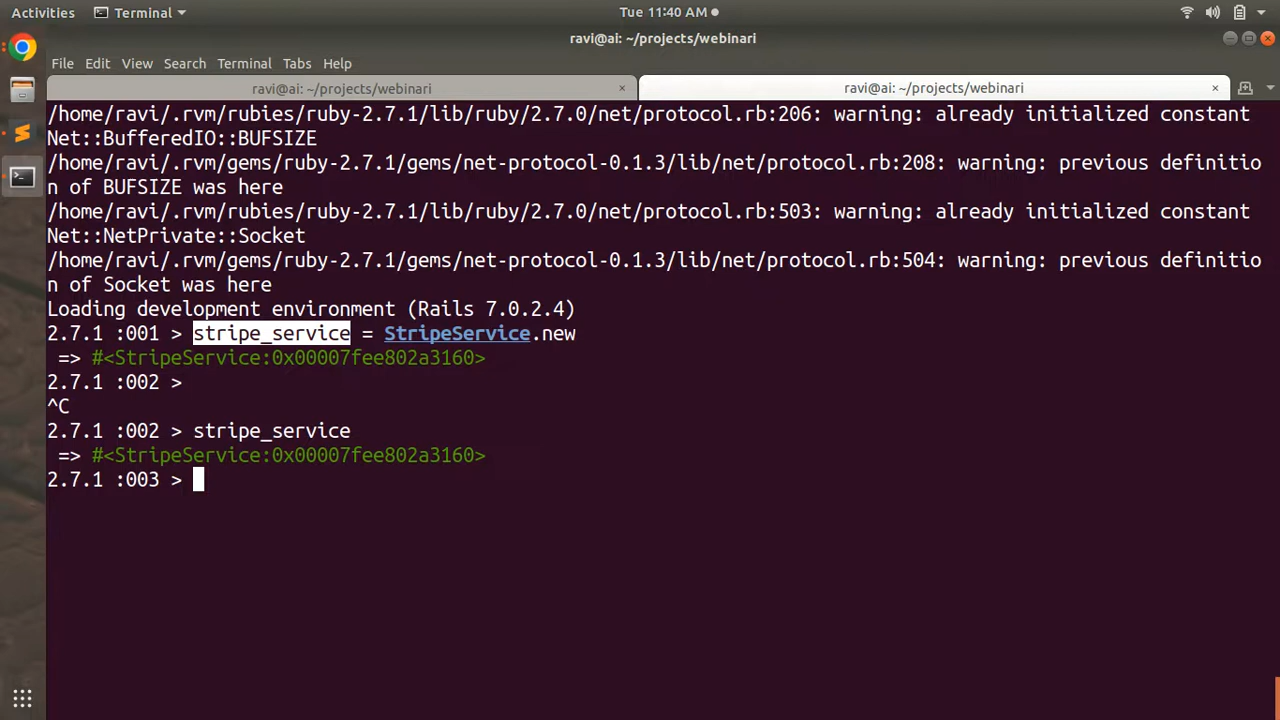 Activities Terminal Tue 11:40 AM
ravi@ai: ~/projects/webinari
File Edit View Search Terminal Tabs Help
ravi@ai: ~/projects/webinari × ravi@ai: ~/projects/webinari ×
/home/ravi/.rvm/rubies/ruby-2.7.1/lib/ruby/2.7.0/net/protocol.rb:206: warning: already initialized constant
Net::BufferedIO::BUFSIZE
/home/ravi/.rvm/gems/ruby-2.7.1/gems/net-protocol-0.1.3/lib/net/protocol.rb:208: warning: previous definitio
n of BUFSIZE was here
/home/ravi/.rvm/rubies/ruby-2.7.1/lib/ruby/2.7.0/net/protocol.rb:503: warning: already initialized constant
Net::NetPrivate::Socket
/home/ravi/.rvm/gems/ruby-2.7.1/gems/net-protocol-0.1.3/lib/net/protocol.rb:504: warning: previous definitio
n of Socket was here
Loading development environment (Rails 7.0.2.4)
2.7.1 :001 > stripe_service = StripeService.new
=> #<StripeService:0x00007fee802a3160>
2.7.1 :002 >
^C
2.7.1 :002 > stripe_service
=> #<StripeService:0x00007fee802a3160>
2.7.1 :003 >